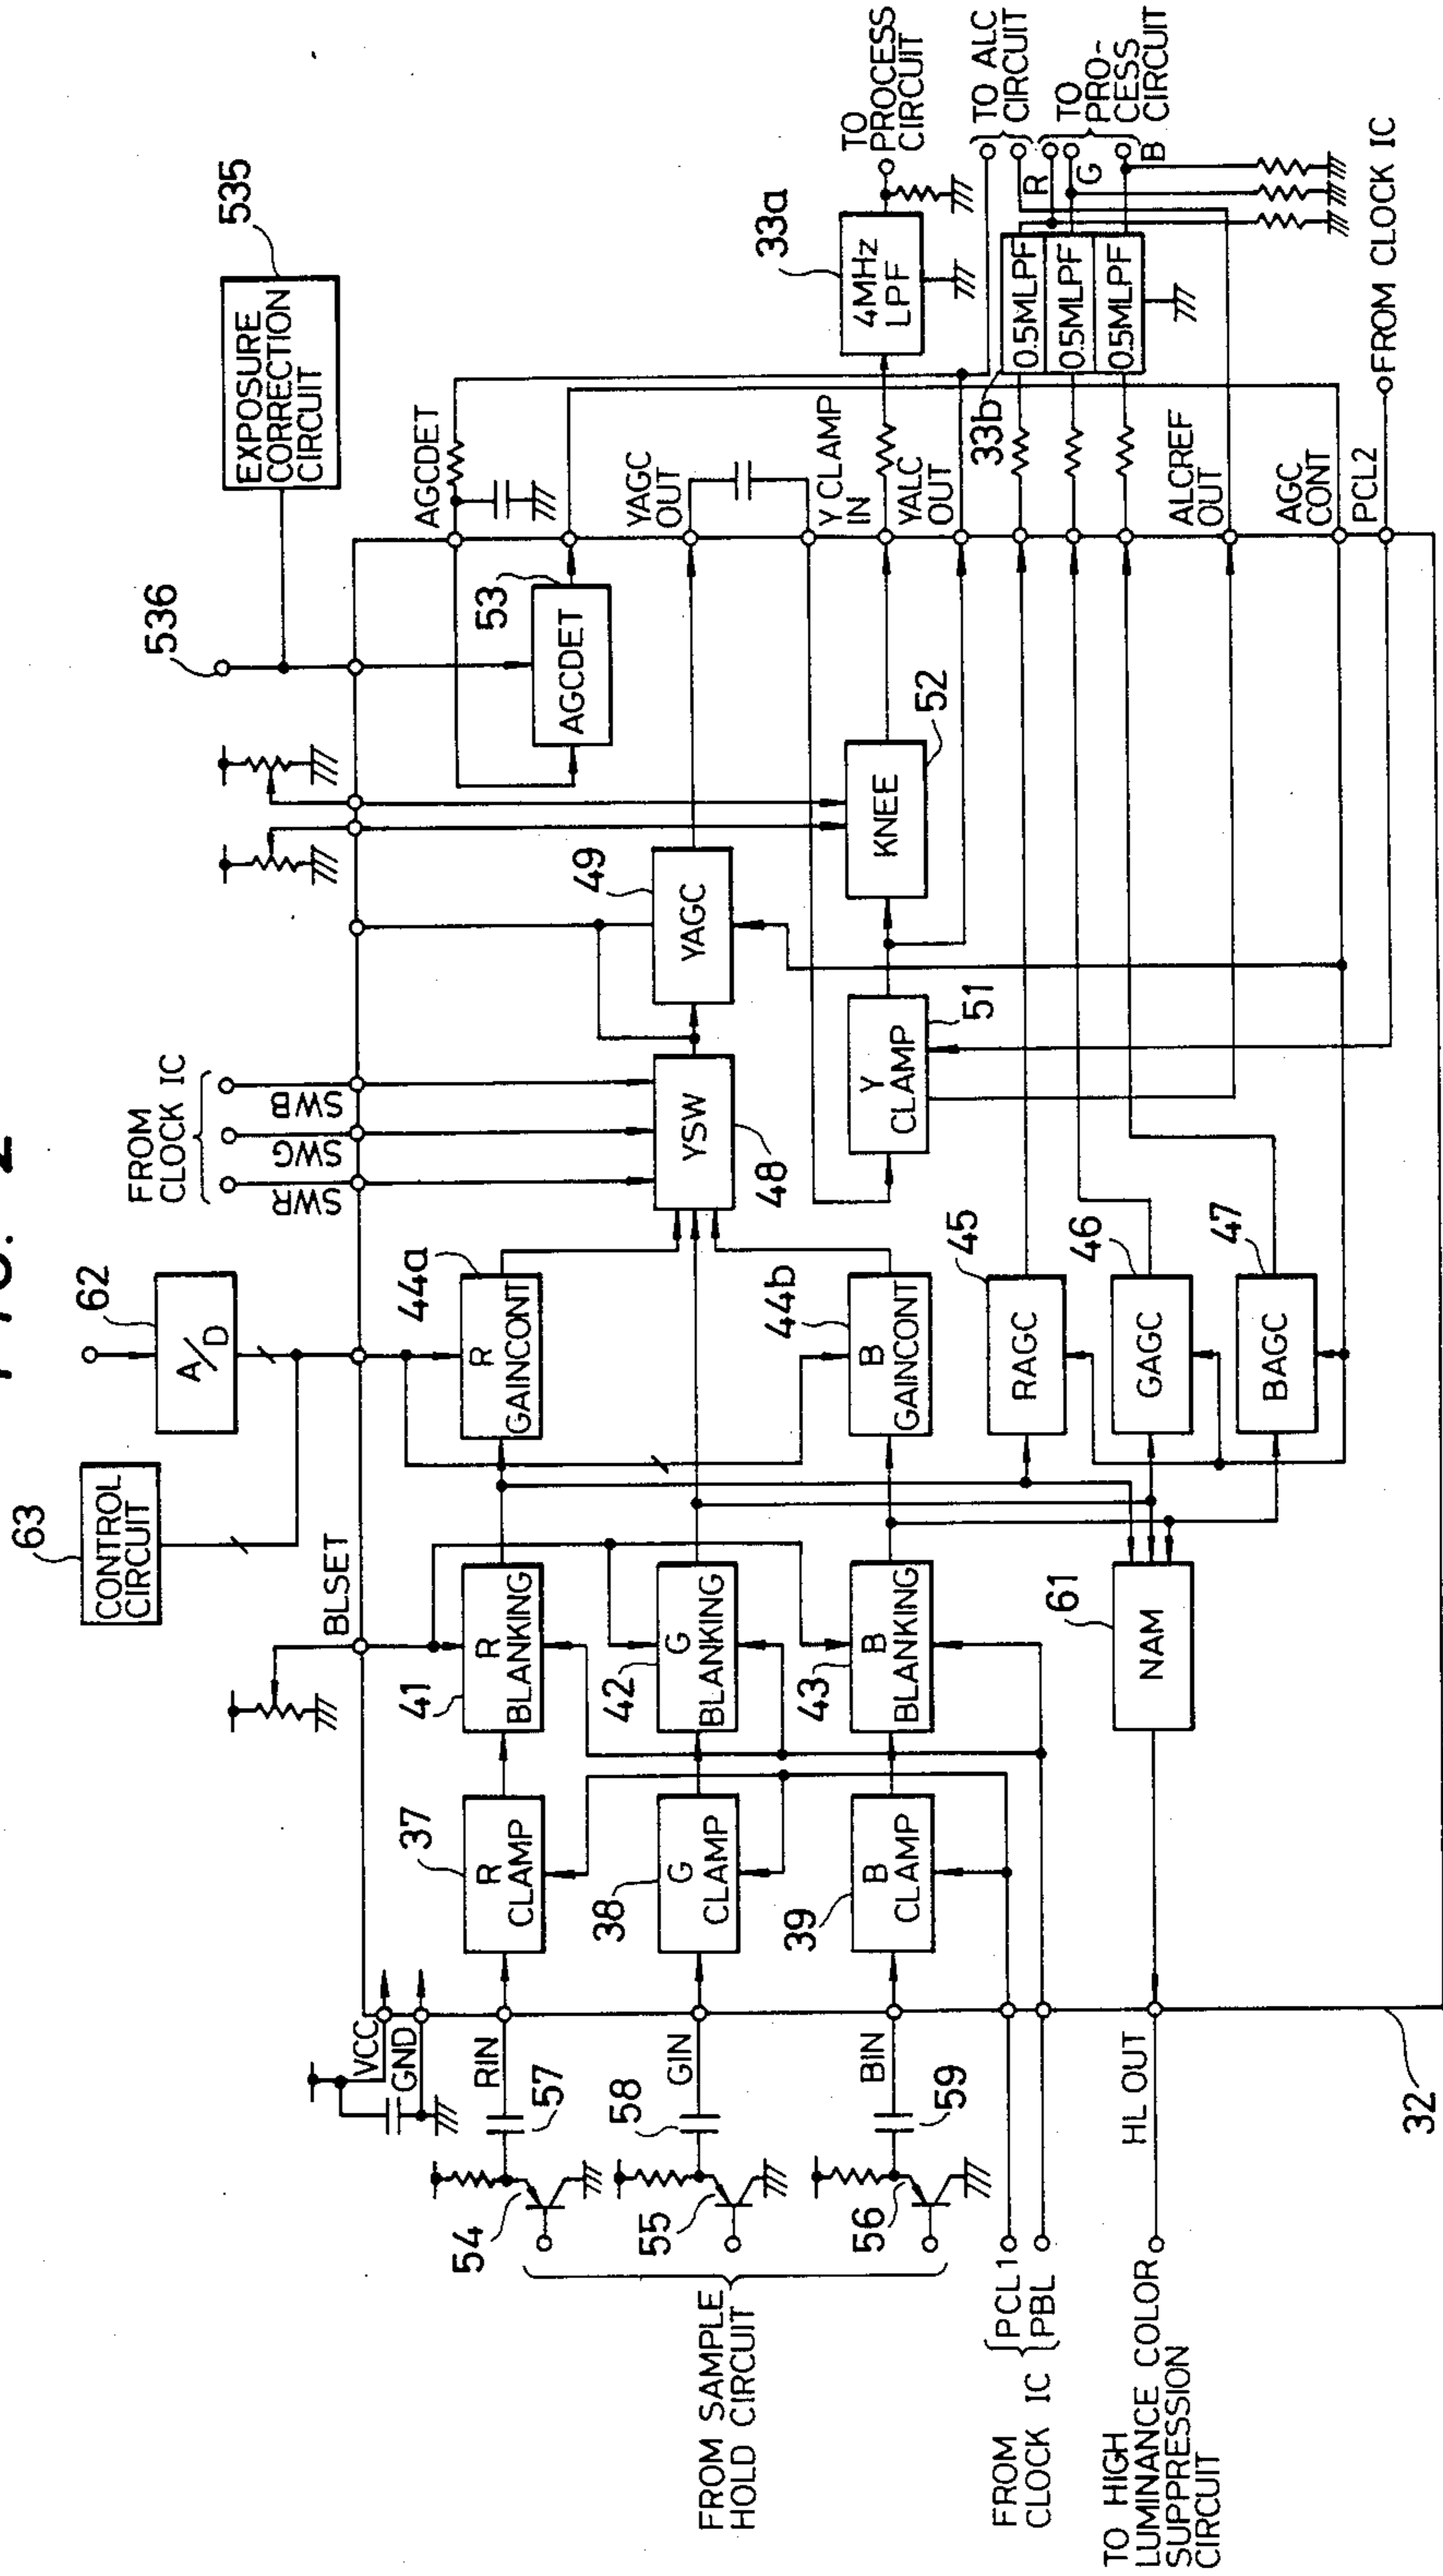 FIG. 2
63
CONTROL
CIRCUIT
62
A/D
FROM
CLOCK IC
SWR
SWG
SWB
536
535
EXPOSURE
CORRECTION
CIRCUIT
BLSET
VCC
GND
RIN
57
54
FROM SAMPLE
HOLD CIRCUIT
GIN
58
55
BIN
59
56
37
R
CLAMP
38
G
CLAMP
39
B
CLAMP
41
R
BLANKING
42
G
BLANKING
43
B
BLANKING
44a
R
GAINCONT
44b
B
GAINCONT
45
RAGC
46
GAGC
47
BAGC
61
NAM
YSW
48
49
YAGC
Y
CLAMP
51
KNEE
52
53
AGCDET
AGCDET
YAGC
OUT
Y CLAMP
IN
YALC
OUT
33a
4MHz
LPF
TO
PROCESS
CIRCUIT
33b
0.5MLPF
0.5MLPF
0.5MLPF
TO ALC
CIRCUIT
R
G
B
TO
PRO-
CESS
CIRCUIT
ALCREF
OUT
AGC
CONT
PCL2
FROM CLOCK IC
FROM
CLOCK IC
PCL1
PBL
HL OUT
TO HIGH
LUMINANCE COLOR
SUPPRESSION
CIRCUIT
32